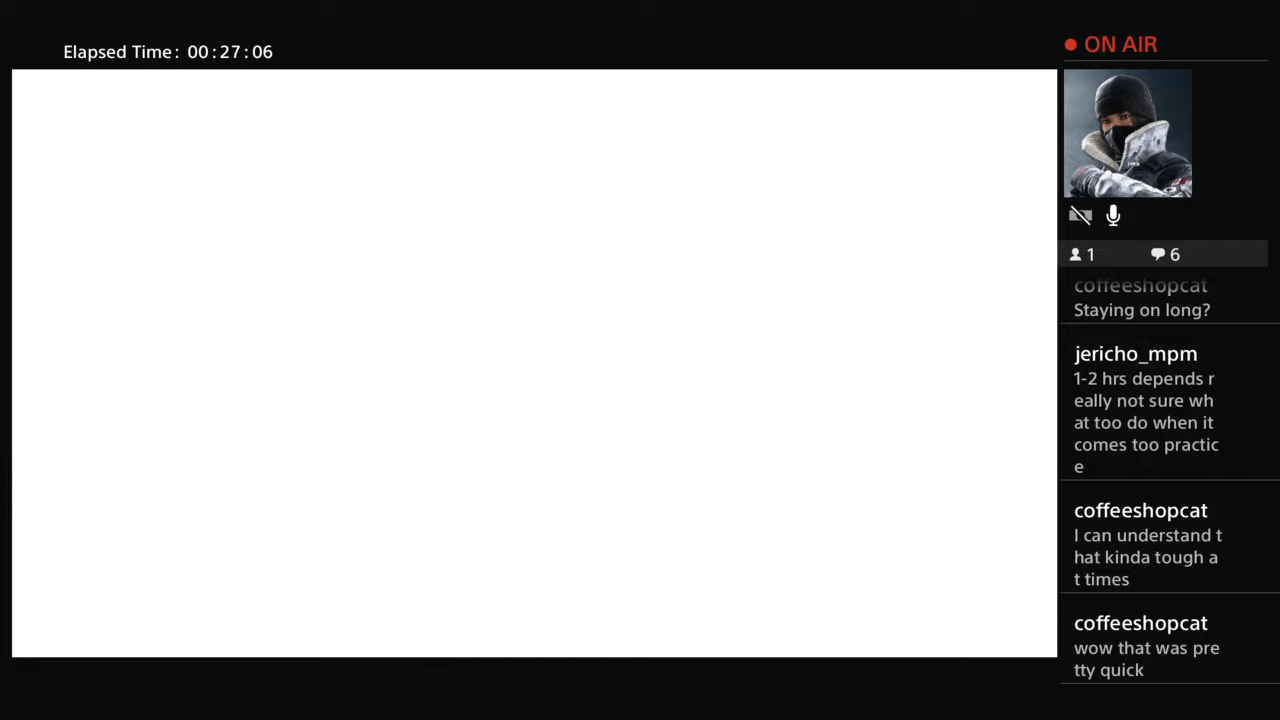 Elapsed Time: 00:27:06
ON AIR
1 6
coffeeshopcat
Staying on long?
jericho_mpm
1-2 hrs depends r
eally not sure wh
at too do when it
comes too practic
e
coffeeshopcat
I can understand t
hat kinda tough a
t times
coffeeshopcat
wow that was pre
tty quick